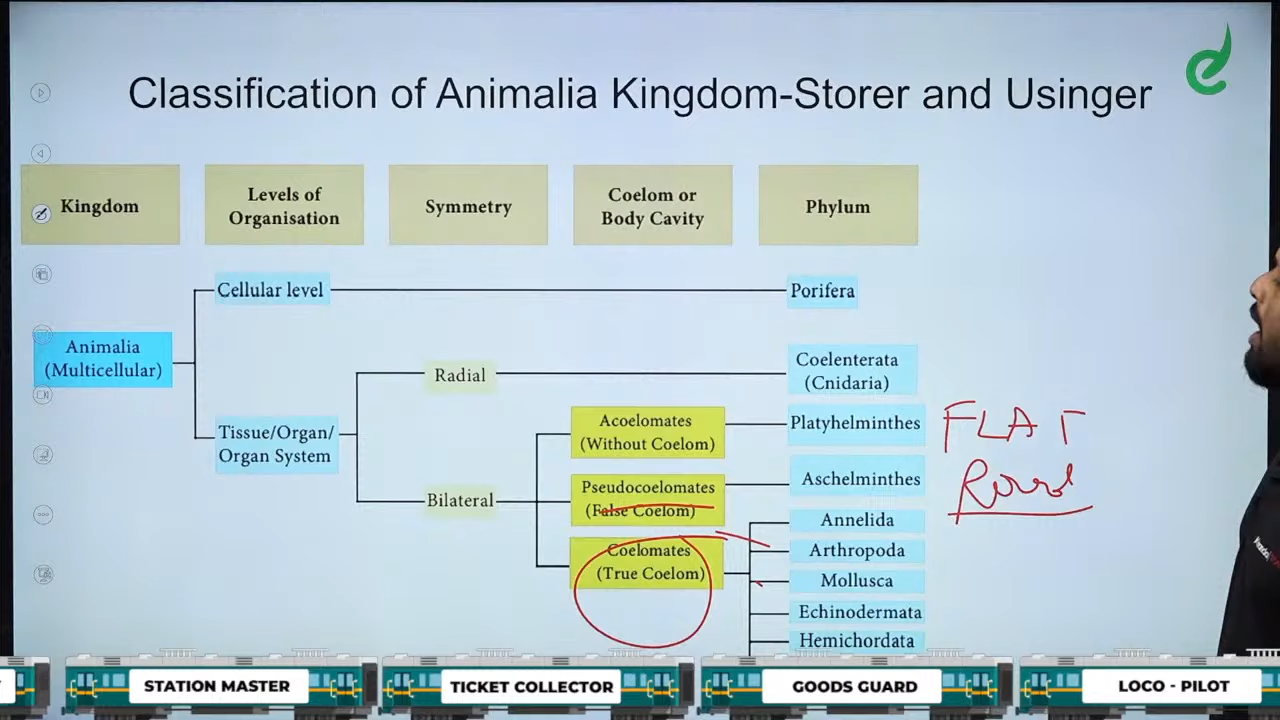 Classification of Animalia Kingdom-Storer and Usinger
Kingdom
Levels of
Organisation
Symmetry
Coelom or
Body Cavity
Phylum
Cellular level
Porifera
Animalia
(Multicellular)
Radial
Coelenterata
(Cnidaria)
Tissue/Organ/
Organ System
Acoelomates
(Without Coelom)
Platyhelminthes
FLAT
Bilateral
Pseudocoelomates
(False Coelom)
Aschelminthes
Round
Coelomates
(True Coelom)
Annelida
Arthropoda
Mollusca
Echinodermata
Hemichordata
STATION MASTER
TICKET COLLECTOR
GOODS GUARD
LOCO - PILOT